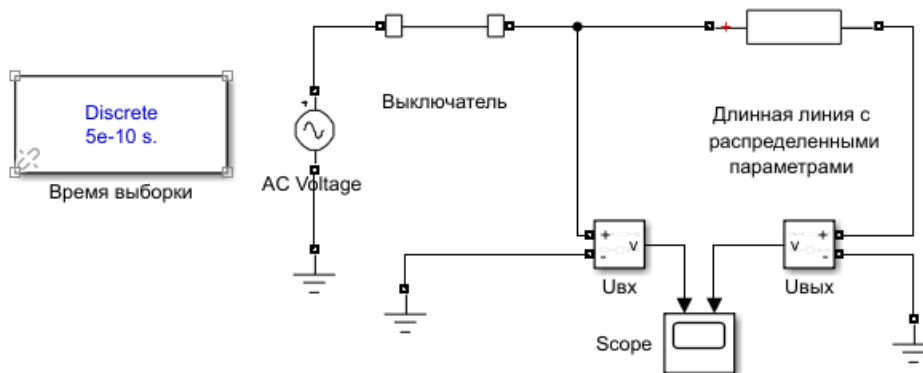 Discrete
5e-10 s.
Время выборки
AC Voltage
Выключатель
Длинная линия с
распределенными
параметрами
+
-
v
Uвх
v
+
-
Uвых
Scope